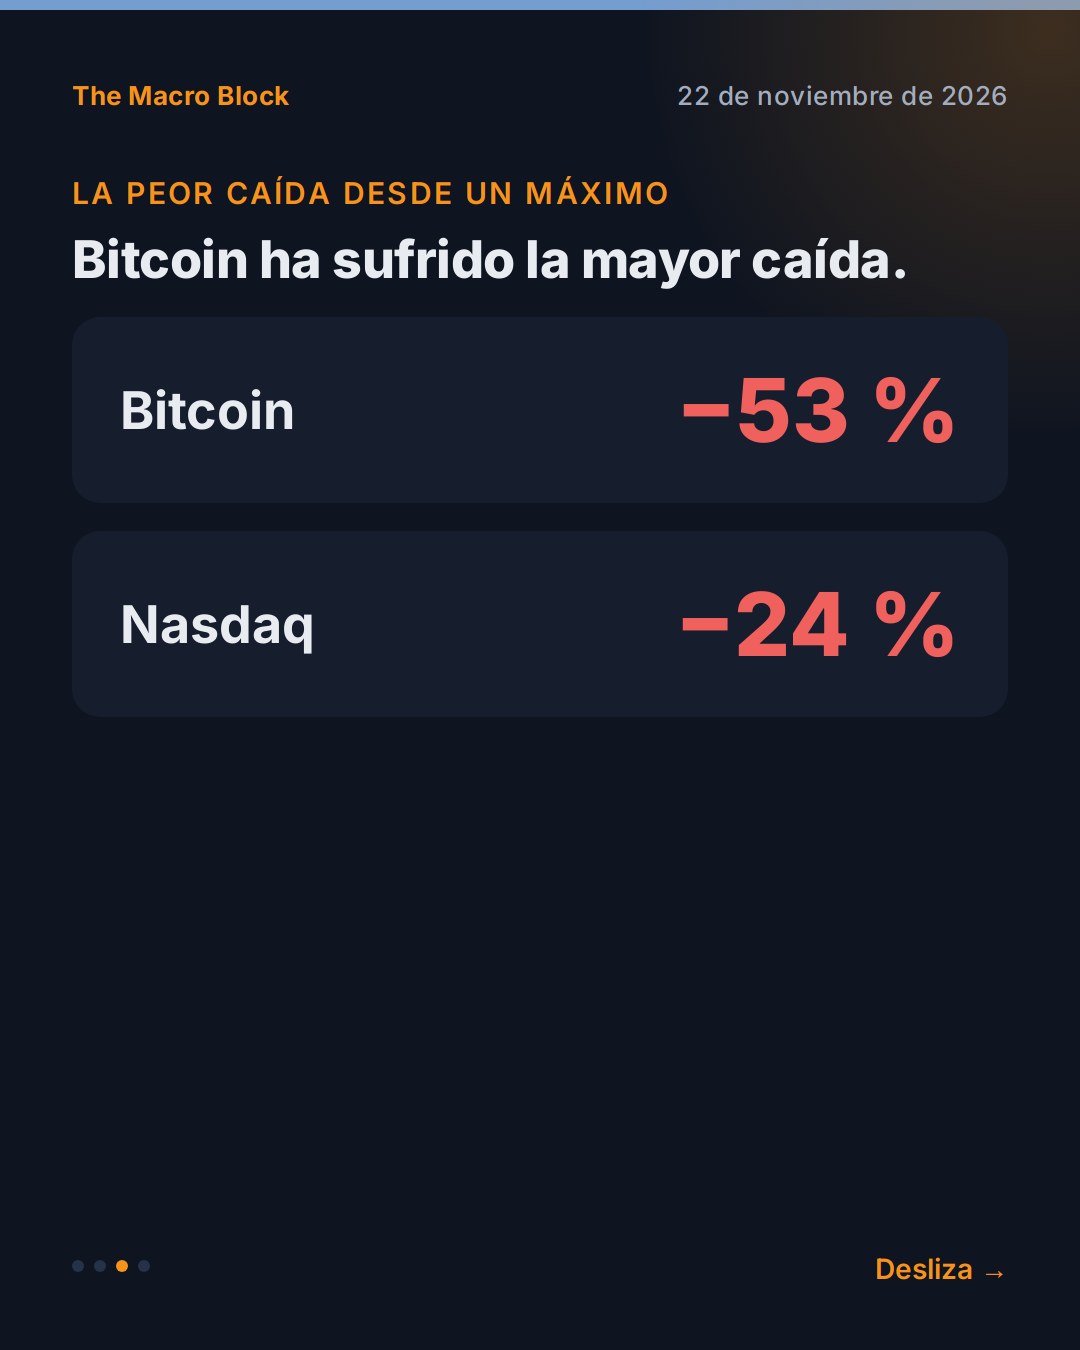 The Macro Block
22 de noviembre de 2026
LA PEOR CAÍDA DESDE UN MÁXIMO
Bitcoin ha sufrido la mayor caída.
Bitcoin
−53 %
Nasdaq
−24 %
Desliza →